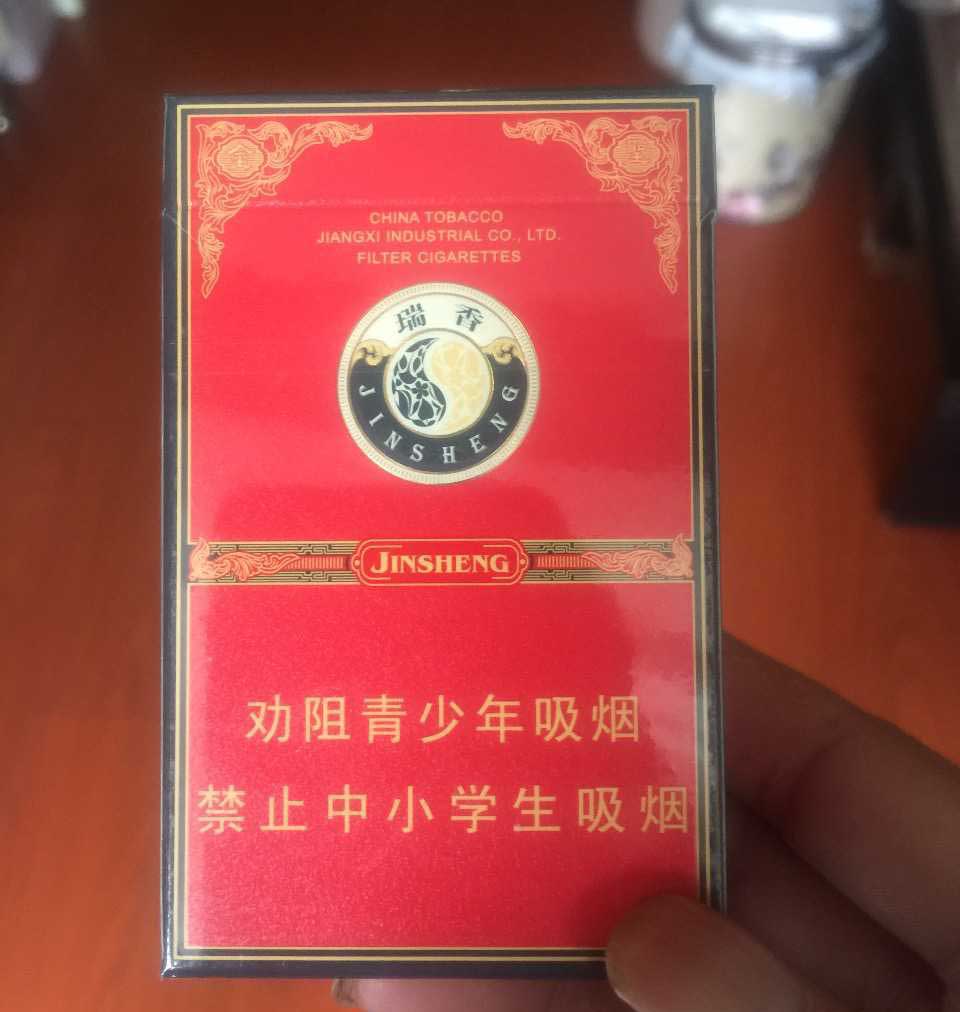 CHINA TOBACCO
JIANGXI INDUSTRIAL CO., LTD.
FILTER CIGARETTES
瑞香
JINSHENG
JINSHENG
劝阻青少年吸烟
禁止中小学生吸烟